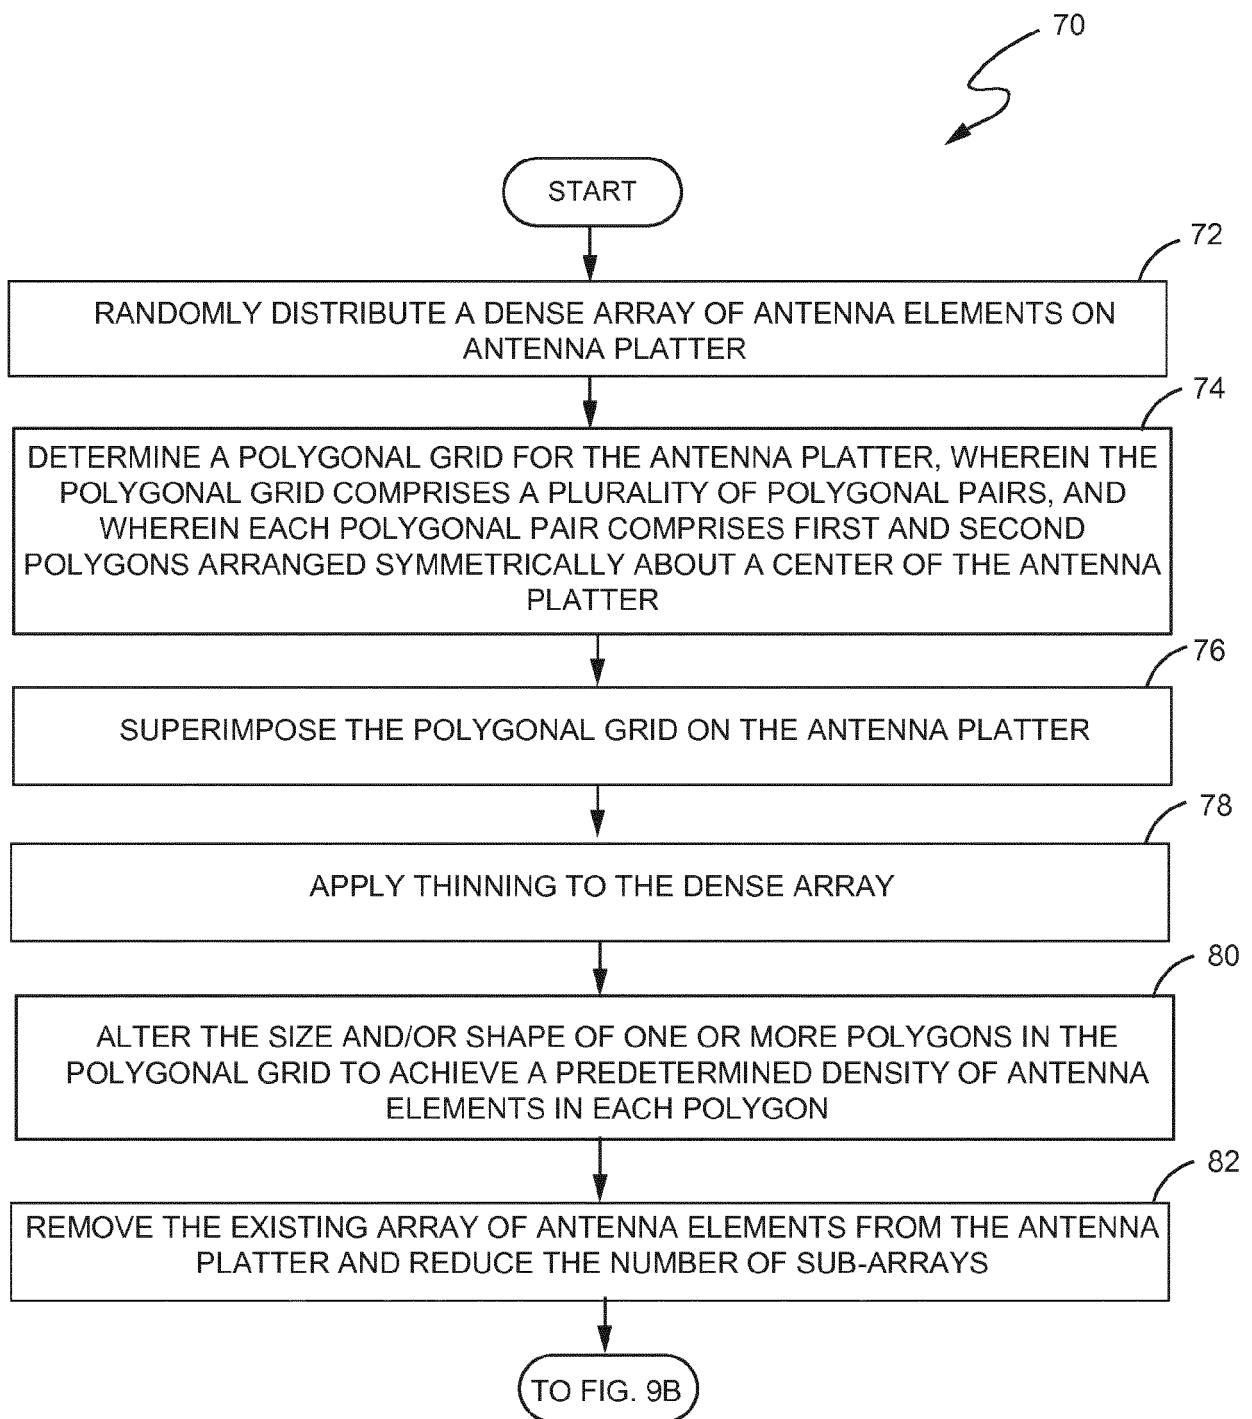 70
START
72
RANDOMLY DISTRIBUTE A DENSE ARRAY OF ANTENNA ELEMENTS ON
ANTENNA PLATTER
74
DETERMINE A POLYGONAL GRID FOR THE ANTENNA PLATTER, WHEREIN THE
POLYGONAL GRID COMPRISES A PLURALITY OF POLYGONAL PAIRS, AND
WHEREIN EACH POLYGONAL PAIR COMPRISES FIRST AND SECOND
POLYGONS ARRANGED SYMMETRICALLY ABOUT A CENTER OF THE ANTENNA
PLATTER
76
SUPERIMPOSE THE POLYGONAL GRID ON THE ANTENNA PLATTER
78
APPLY THINNING TO THE DENSE ARRAY
80
ALTER THE SIZE AND/OR SHAPE OF ONE OR MORE POLYGONS IN THE
POLYGONAL GRID TO ACHIEVE A PREDETERMINED DENSITY OF ANTENNA
ELEMENTS IN EACH POLYGON
82
REMOVE THE EXISTING ARRAY OF ANTENNA ELEMENTS FROM THE ANTENNA
PLATTER AND REDUCE THE NUMBER OF SUB-ARRAYS
TO FIG. 9B